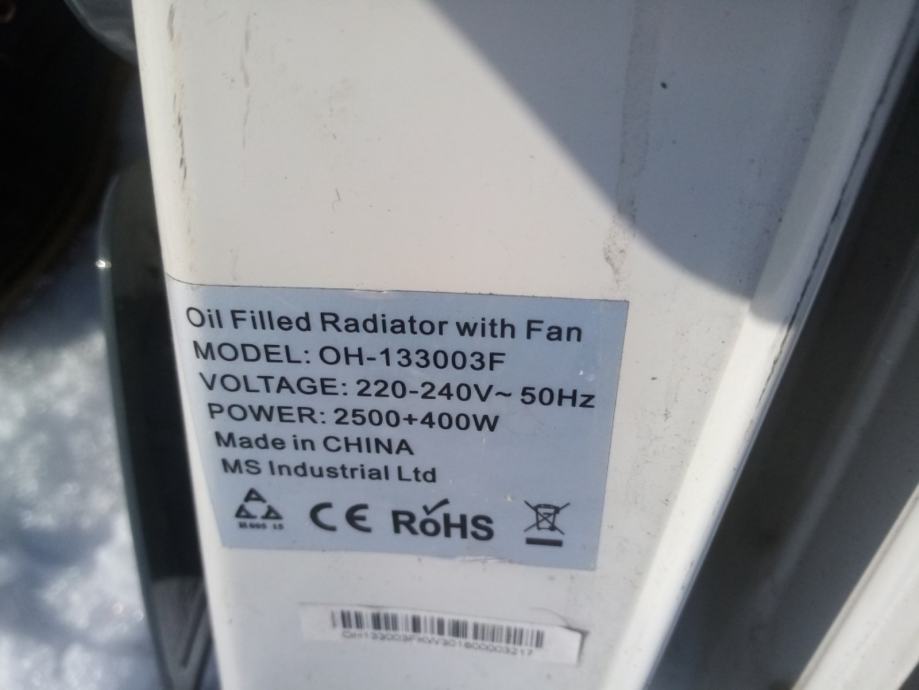 Oil Filled Radiator with Fan
MODEL: OH-133003F
VOLTAGE: 220-240V~ 50Hz
POWER: 2500+400W
Made in CHINA
MS Industrial Ltd
CE RoHS